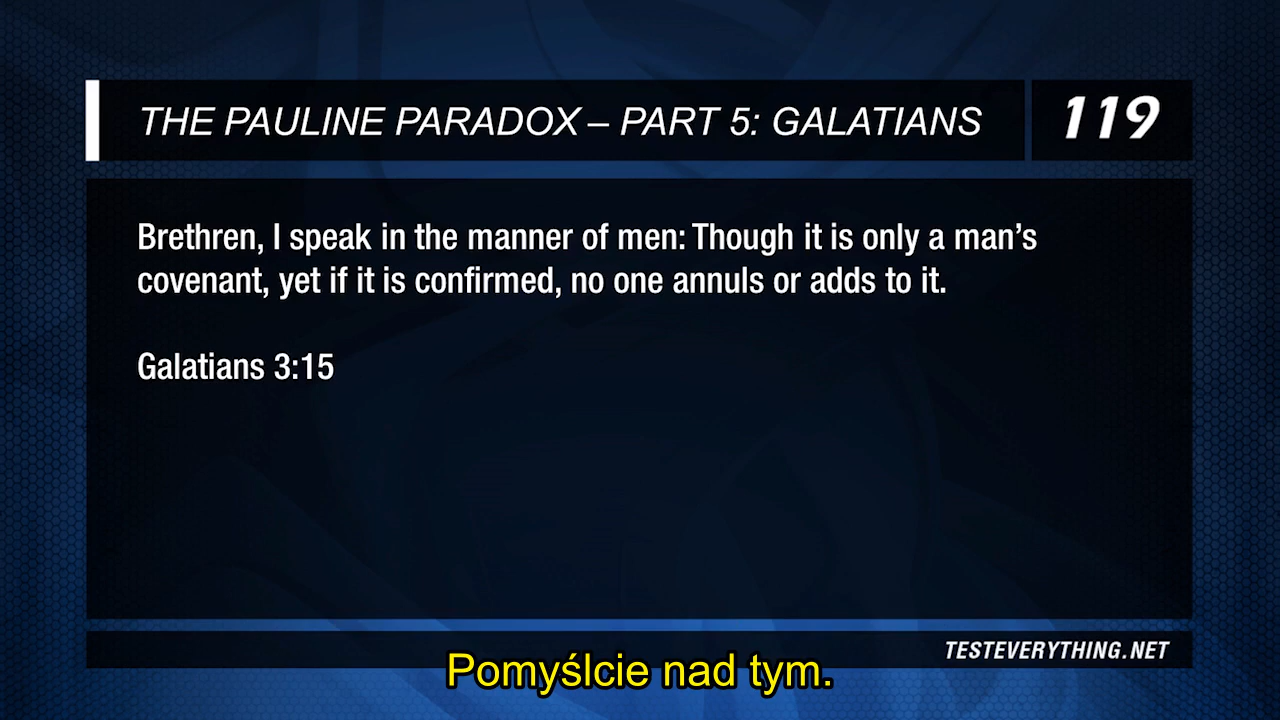 THE PAULINE PARADOX – PART 5: GALATIANS
119
Brethren, I speak in the manner of men: Though it is only a man’s
covenant, yet if it is confirmed, no one annuls or adds to it.
Galatians 3:15
TESTEVERYTHING.NET
Pomyślcie nad tym.